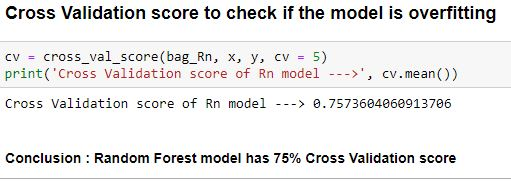 Cross Validation score to check if the model is overfitting
cv = cross_val_score(bag_Rn, x, y, cv = 5)
print('Cross Validation score of Rn model --->', cv.mean())
Cross Validation score of Rn model ---> 0.7573604060913706
Conclusion : Random Forest model has 75% Cross Validation score